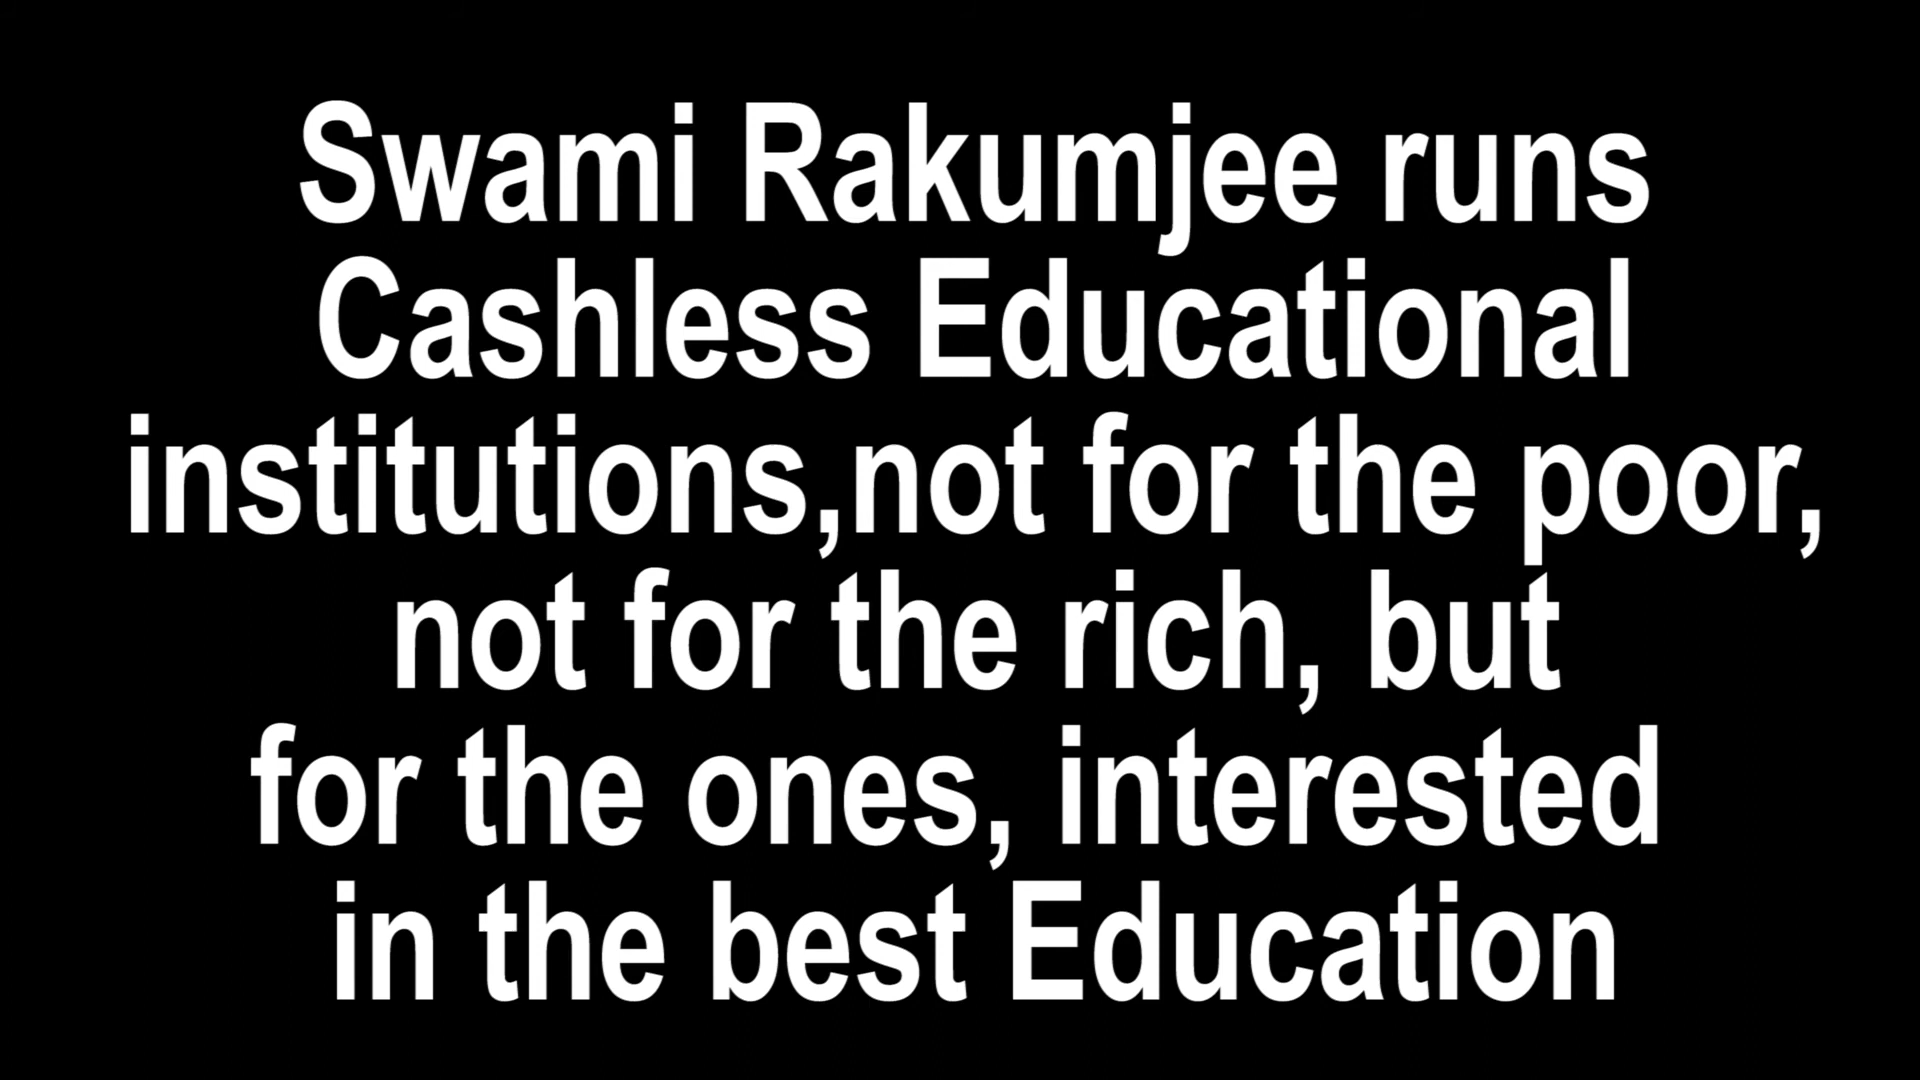 Swami Rakumjee runs
Cashless Educational
institutions,not for the poor,
not for the rich, but
for the ones, interested
in the best Education